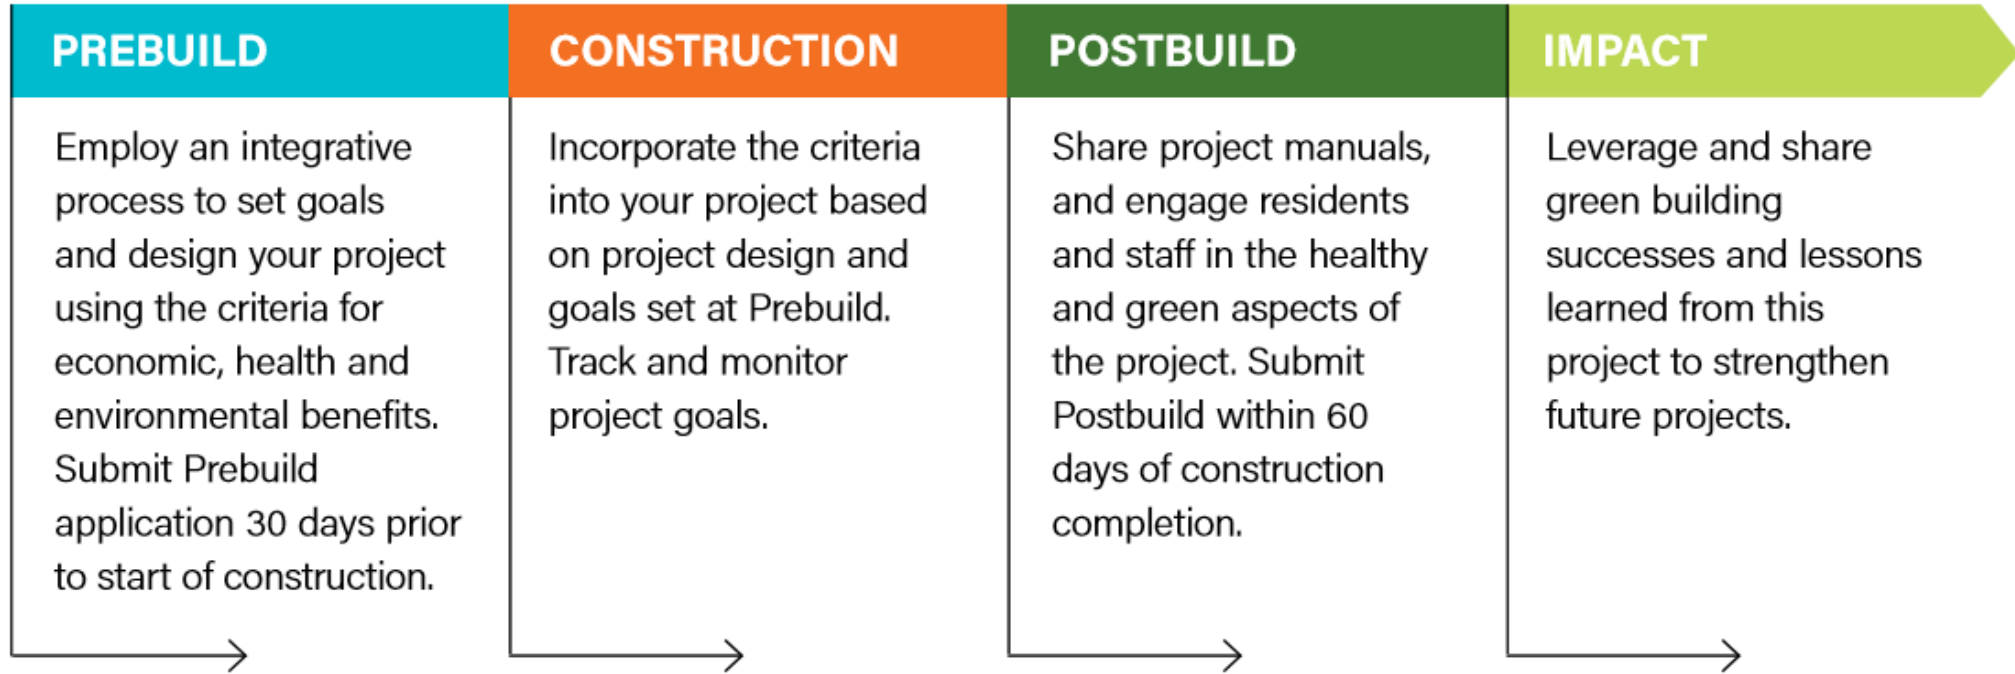 PREBUILD
Employ an integrative
process to set goals
and design your project
using the criteria for
economic, health and
environmental benefits.
Submit Prebuild
application 30 days prior
to start of construction.
CONSTRUCTION
Incorporate the criteria
into your project based
on project design and
goals set at Prebuild.
Track and monitor
project goals.
POSTBUILD
Share project manuals,
and engage residents
and staff in the healthy
and green aspects of
the project. Submit
Postbuild within 60
days of construction
completion.
IMPACT
Leverage and share
green building
successes and lessons
learned from this
project to strengthen
future projects.